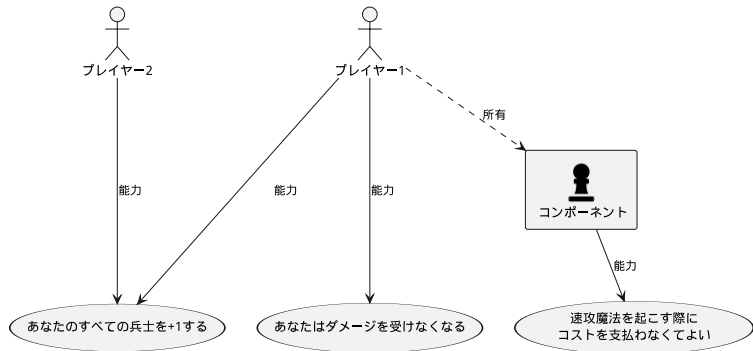 プレイヤー2
プレイヤー1
所有
能力
能力
能力
コンポーネント
能力
あなたのすべての兵士を+1する
あなたはダメージを受けなくなる
速攻魔法を起こす際に
コストを支払わなくてよい